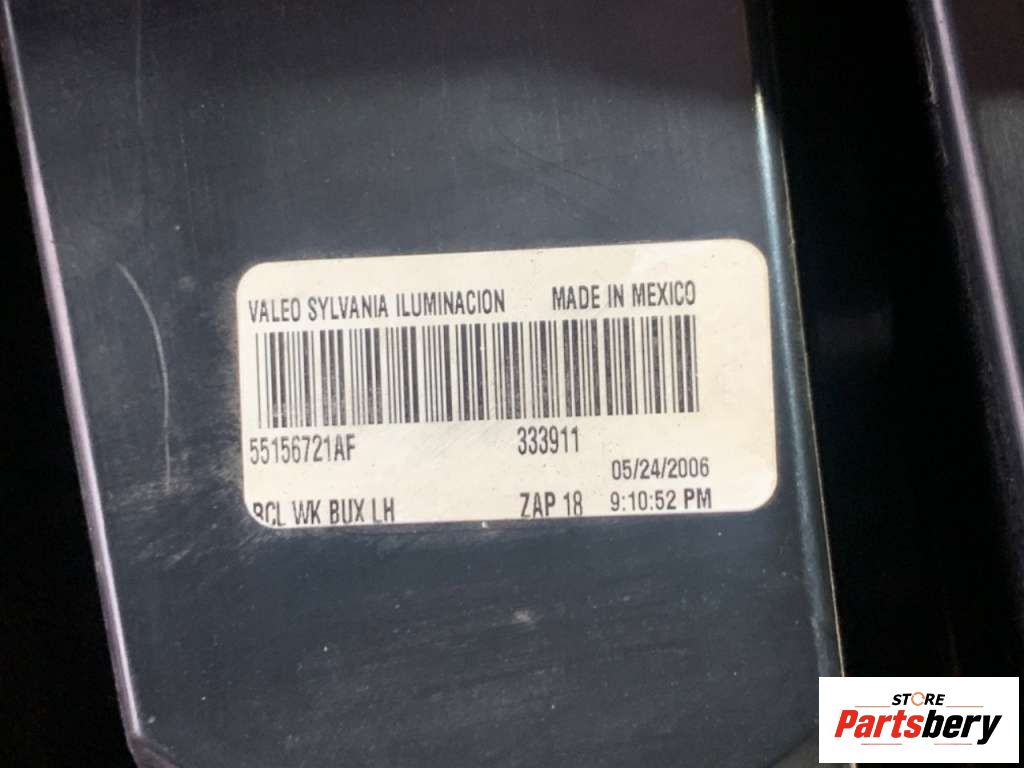 VALEO SYLVANIA ILUMINACION MADE IN MEXICO
55156721AF 333911
05/24/2006
RCL WK BUX LH ZAP 18 9:10:52 PM
STORE
Partsbery